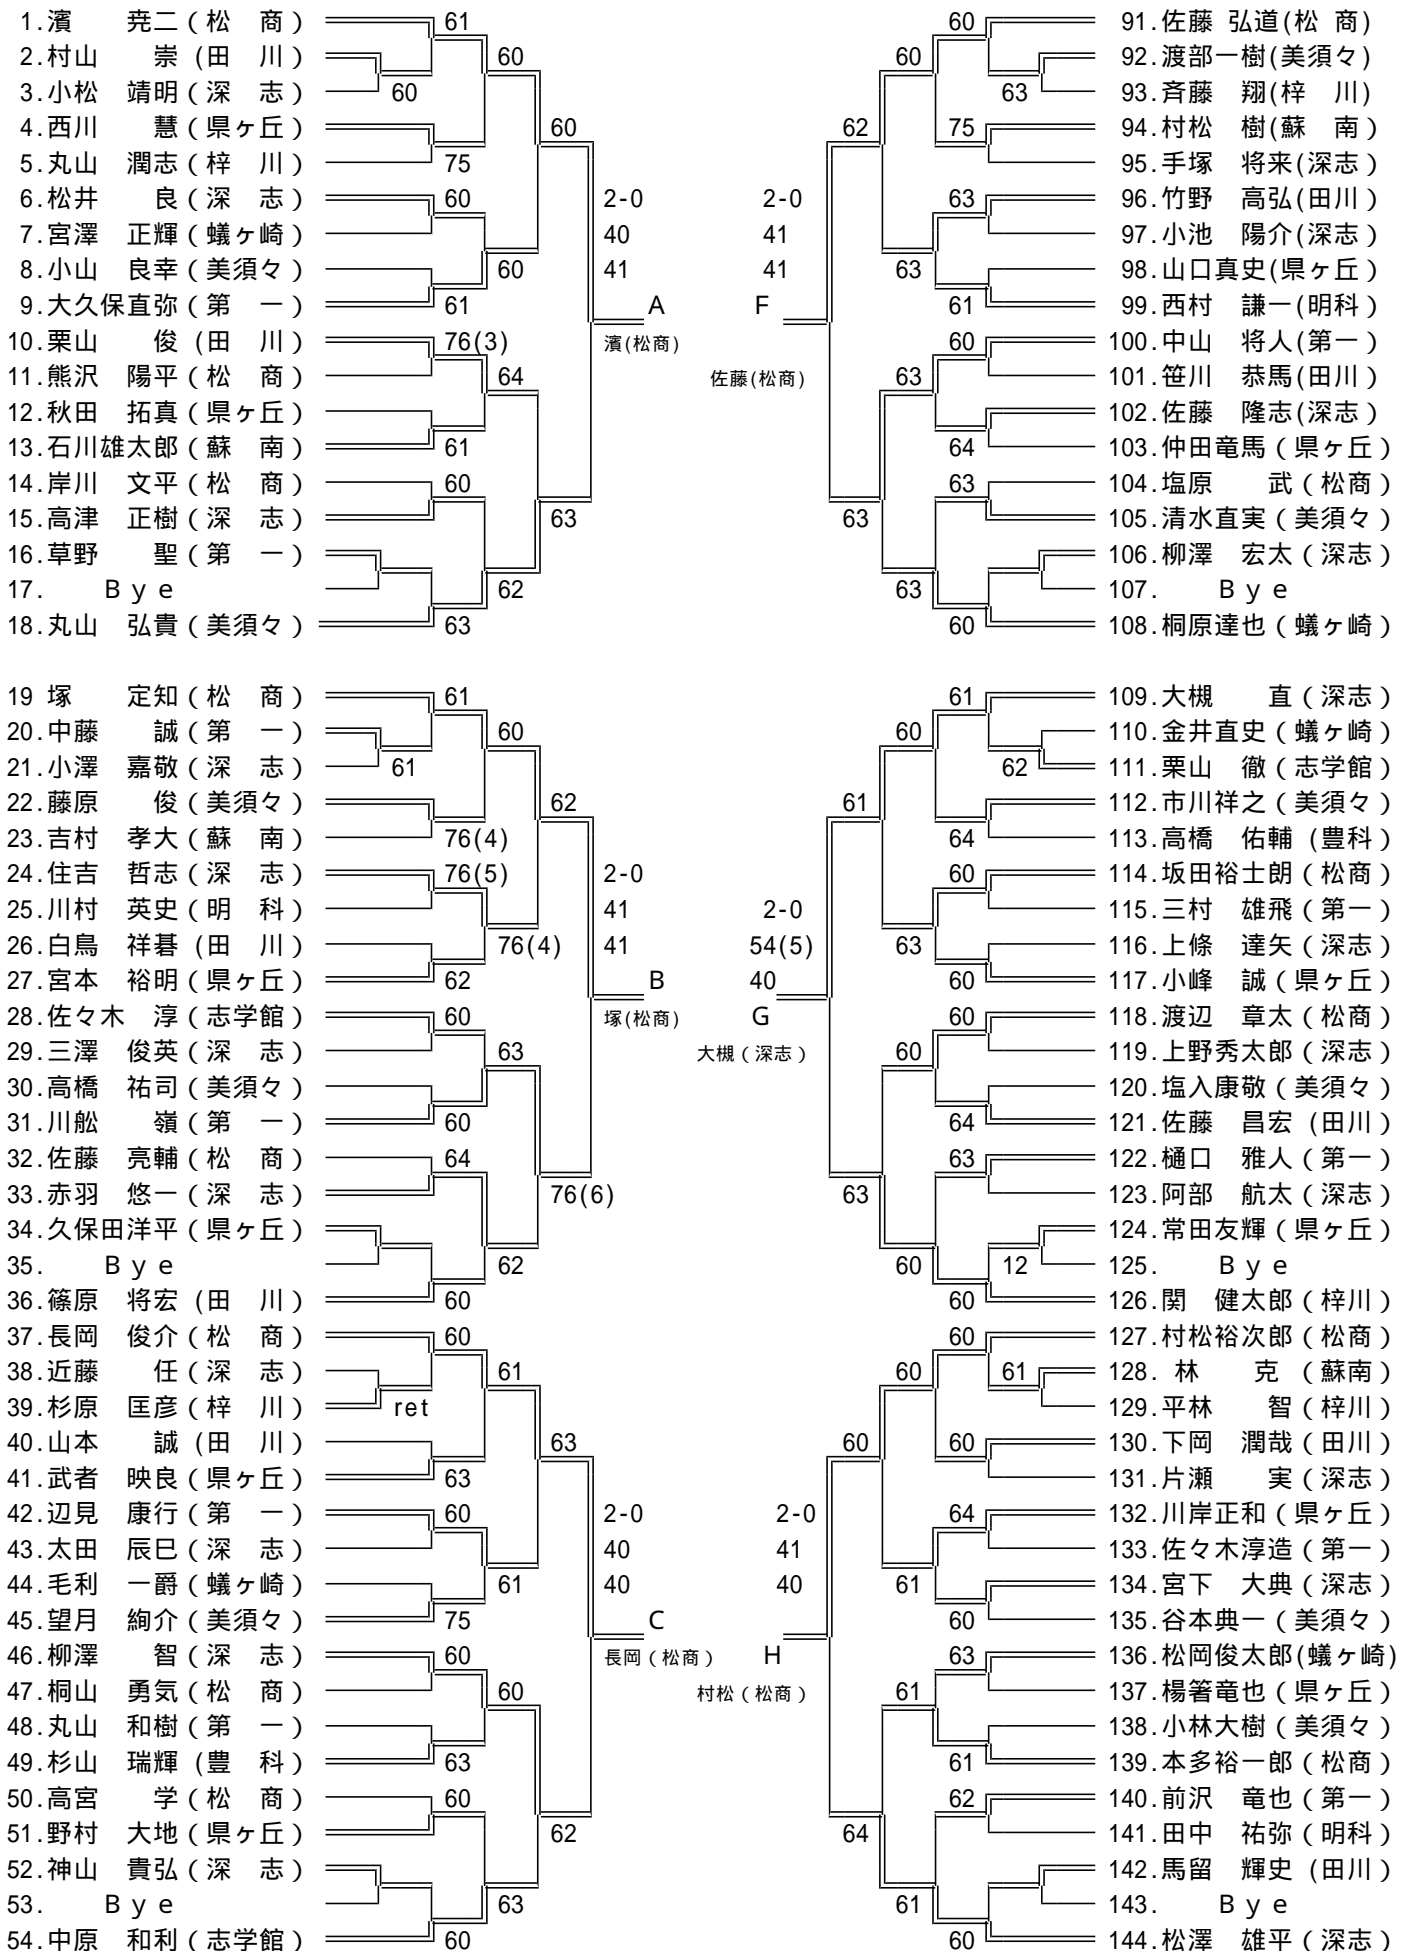 1.濱　尭二(松　商)
2.村山　崇(田　川)
3.小松　靖明(深　志)
4.西川　慧(県ヶ丘)
5.丸山　潤志(梓　川)
6.松井　良(深　志)
7.宮澤　正輝(蟻ヶ崎)
8.小山　良幸(美須々)
9.大久保直弥(第　一)
10.栗山　俊(田　川)
11.熊沢　陽平(松　商)
12.秋田　拓真(県ヶ丘)
13.石川雄太郎(蘇　南)
14.岸川　文平(松　商)
15.高津　正樹(深　志)
16.草野　聖(第　一)
17.　Ｂｙｅ
18.丸山　弘貴(美須々)
61
60
60
60
75
60
60
61
76(3)
64
61
60
63
62
63
2-0
40
41
A
濱(松商)
19 塚　定知(松　商)
20.中藤　誠(第　一)
21.小澤　嘉敬(深　志)
22.藤原　俊(美須々)
23.吉村　孝大(蘇　南)
24.住吉　哲志(深　志)
25.川村　英史(明　科)
26.白鳥　祥碁(田　川)
27.宮本　裕明(県ヶ丘)
28.佐々木　淳(志学館)
29.三澤　俊英(深　志)
30.高橋　祐司(美須々)
31.川舩　嶺(第　一)
32.佐藤　亮輔(松　商)
33.赤羽　悠一(深　志)
34.久保田洋平(県ヶ丘)
35.　Ｂｙｅ
36.篠原　将宏(田　川)
61
60
61
62
76(4)
76(5)
76(4)
62
60
63
60
64
76(6)
62
60
2-0
41
41
B
塚(松商)
37.長岡　俊介(松　商)
38.近藤　任(深　志)
39.杉原　匡彦(梓　川)
40.山本　誠(田　川)
41.武者　映良(県ヶ丘)
42.辺見　康行(第　一)
43.太田　辰巳(深　志)
44.毛利　一爵(蟻ヶ崎)
45.望月　絢介(美須々)
46.柳澤　智(深　志)
47.桐山　勇気(松　商)
48.丸山　和樹(第　一)
49.杉山　瑞輝(豊　科)
50.高宮　学(松　商)
51.野村　大地(県ヶ丘)
52.神山　貴弘(深　志)
53.　Ｂｙｅ
54.中原　和利(志学館)
60
61
ret
63
63
60
61
75
60
60
63
60
62
63
60
2-0
40
40
C
長岡(松商)
91.佐藤 弘道(松 商)
92.渡部一樹(美須々)
93.斉藤　翔(梓　川)
94.村松　樹(蘇　南)
95.手塚　将来(深志)
96.竹野　高弘(田川)
97.小池　陽介(深志)
98.山口真史(県ヶ丘)
99.西村　謙一(明科)
100.中山　将人(第一)
101.笹川　恭馬(田川)
102.佐藤　隆志(深志)
103.仲田竜馬(県ヶ丘)
104.塩原　武(松商)
105.清水直実(美須々)
106.柳澤　宏太(深志)
107.　Ｂｙｅ
108.桐原達也(蟻ヶ崎)
60
60
63
62
75
63
63
61
60
63
64
63
63
63
60
2-0
41
41
F
佐藤(松商)
109.大槻　直(深志)
110.金井直史(蟻ヶ崎)
111.栗山　徹(志学館)
112.市川祥之(美須々)
113.高橋　佑輔(豊科)
114.坂田裕士朗(松商)
115.三村　雄飛(第一)
116.上條　達矢(深志)
117.小峰　誠(県ヶ丘)
118.渡辺　章太(松商)
119.上野秀太郎(深志)
120.塩入康敬(美須々)
121.佐藤　昌宏(田川)
122.樋口　雅人(第一)
123.阿部　航太(深志)
124.常田友輝(県ヶ丘)
125.　Ｂｙｅ
126.関　健太郎(梓川)
61
60
62
61
64
60
63
60
60
60
64
63
63
60
12
60
2-0
54(5)
40
G
大槻(深志)
127.村松裕次郎(松商)
128.林　克(蘇南)
129.平林　智(梓川)
130.下岡　潤哉(田川)
131.片瀬　実(深志)
132.川岸正和(県ヶ丘)
133.佐々木淳造(第一)
134.宮下　大典(深志)
135.谷本典一(美須々)
136.松岡俊太郎(蟻ヶ崎)
137.楊箸竜也(県ヶ丘)
138.小林大樹(美須々)
139.本多裕一郎(松商)
140.前沢　竜也(第一)
141.田中　祐弥(明科)
142.馬留　輝史(田川)
143.　Ｂｙｅ
144.松澤　雄平(深志)
60
60
61
60
60
64
61
60
63
61
61
62
64
61
60
2-0
41
40
H
村松(松商)